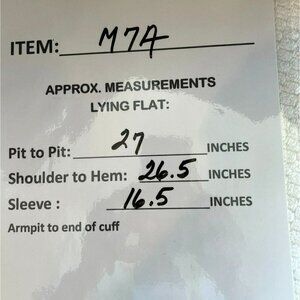 ITEM: M7A
APPROX. MEASUREMENTS
LYING FLAT:
Pit to Pit: 27 INCHES
Shoulder to Hem: 26.5 INCHES
Sleeve : 16.5 INCHES
Armpit to end of cuff